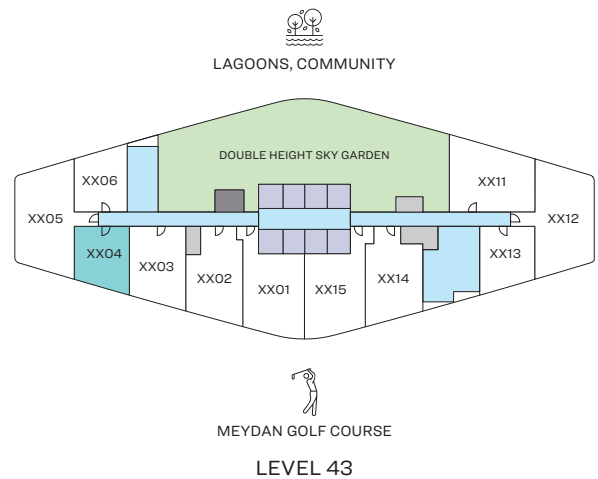 LAGOONS, COMMUNITY
DOUBLE HEIGHT SKY GARDEN
XX06
XX11
XX05
XX12
XX04
XX03
XX02
XX01
XX15
XX14
XX13
MEYDAN GOLF COURSE
LEVEL 43